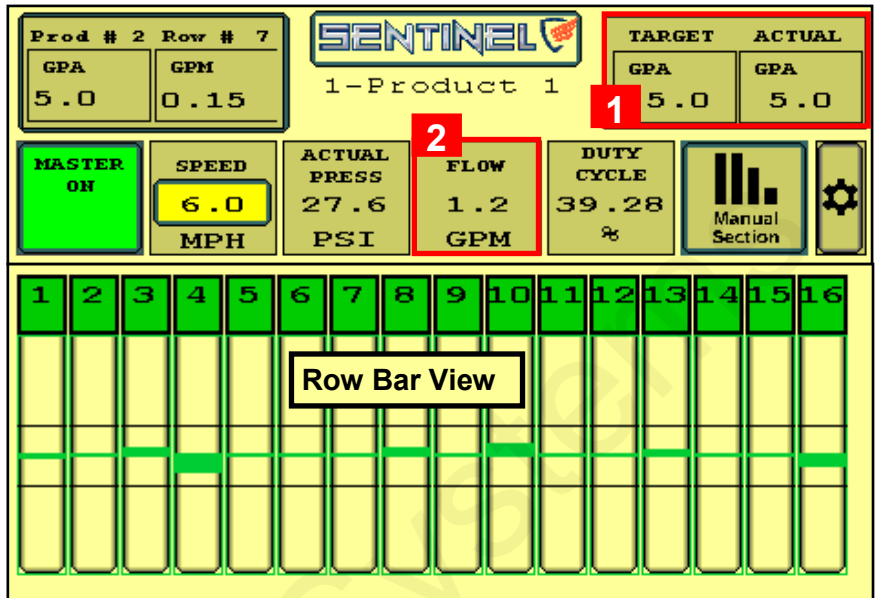 Prod # 2 Row # 7
GPA GPM
5.0 0.15
SENTINEL
1-Product 1
TARGET ACTUAL
GPA GPA
1
5.0 5.0
MASTER
ON
SPEED
6.0
MPH
ACTUAL
PRESS
27.6
PSI
2
FLOW
1.2
GPM
DUTY
CYCLE
39.28
%
Manual
Section
1 2 3 4 5 6 7 8 9 10 11 12 13 14 15 16
Row Bar View